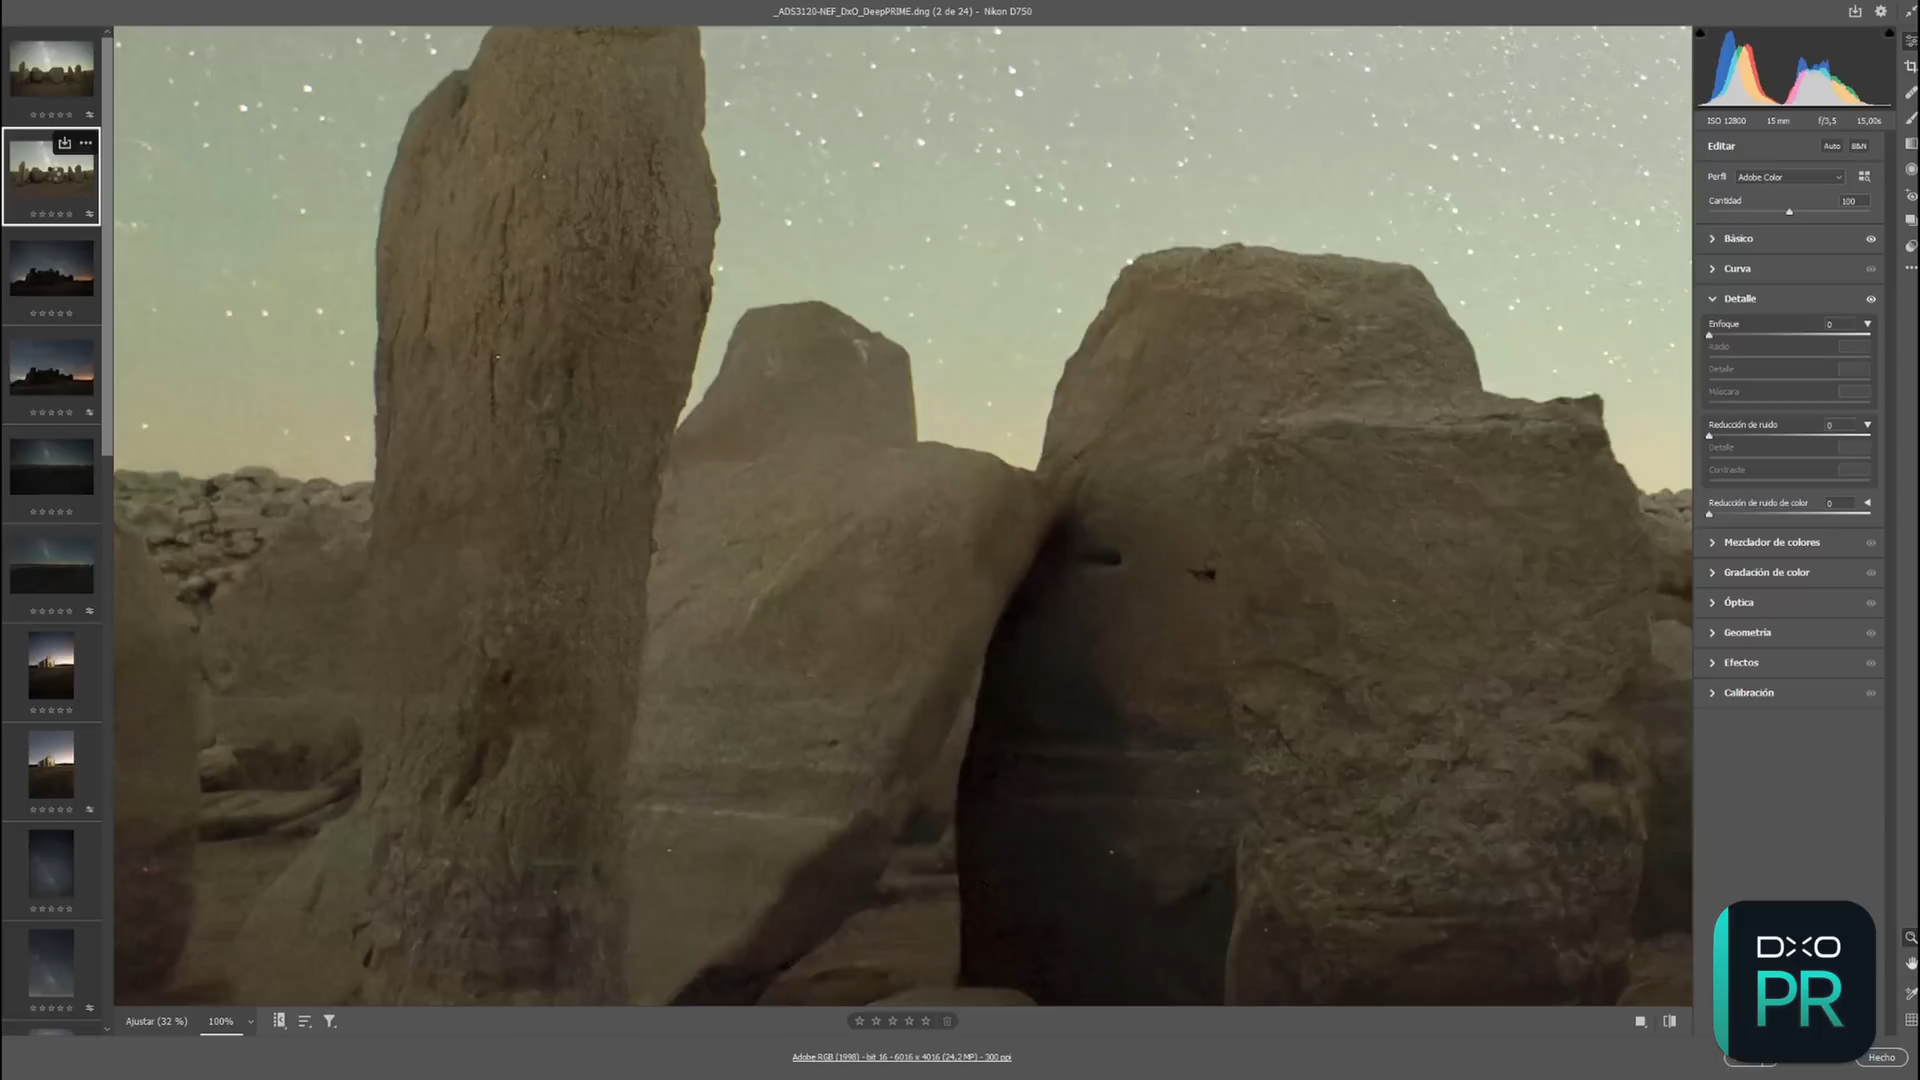 _ADS3120-NEF_DxO_DeepPRIME.dng (2 de 24) - Nikon D750
ISO 12800 15 mm f/3,5 15,00s
Editar Auto B&N
Perfil Adobe Color
Cantidad 100
Básico
Curva
Detalle
Enfoque 0
Radio
Detalle
Máscara
Reducción de ruido 0
Detalle
Contraste
Reducción de ruido de color 0
Mezclador de colores
Gradación de color
Óptica
Geometría
Efectos
Calibración
DXO
PR
Ajustar (32 %) 100%
Adobe RGB (1998) - bit 16 - 6016 x 4016 (24,2 MP) - 300 ppi
Hecho